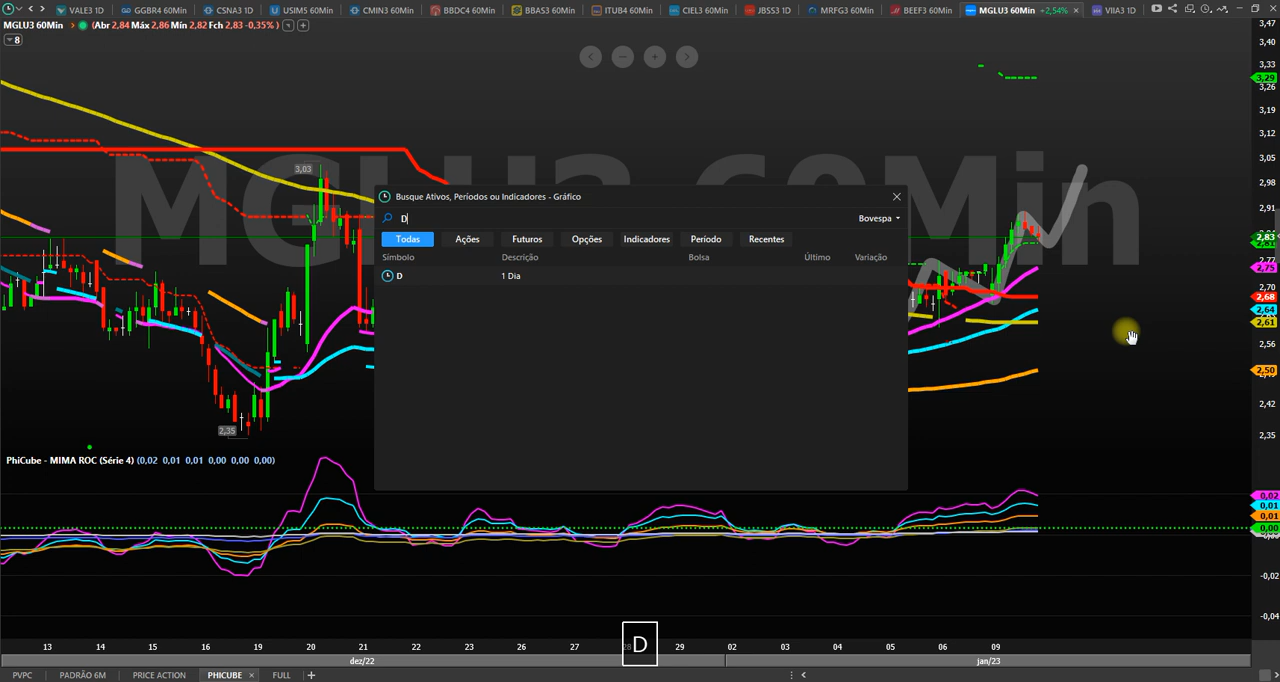 VALE3 1D GGBR4 60Min CSNA3 1D USIM5 60Min CMIN3 60Min BBDC4 60Min BBAS3 60Min ITUB4 60Min CIEL3 60Min JBSS3 1D MRFG3 60Min BEEF3 60Min MGLU3 60Min +2,54% × VIIA3 1D
MGLU3 60Min (Abr 2,84 Máx 2,86 Mín 2,82 Fch 2,83 -0,35% )
8
MGLU3 60Min
3,03
2,35
Busque Ativos, Períodos ou Indicadores - Gráfico
D
Bovespa
Todas Ações Futuros Opções Indicadores Período Recentes
Símbolo Descrição Bolsa Último Variação
D 1 Dia
3,47
3,40
3,33
3,29
3,26
3,19
3,12
3,05
2,98
2,91
2,83
2,81
2,77
2,75
2,70
2,68
2,64
2,61
2,56
2,50
2,42
2,35
PhiCube - MIMA ROC (Série 4) (0,02 0,01 0,01 0,00 0,00 0,00)
0,02
0,01
0,01
0,00
-0,02
-0,04
13 14 15 16 19 20 21 22 23 26 27 28 29 02 03 04 05 06 09
D
dez/22 jan/23
PVPC PADRÃO 6M PRICE ACTION PHICUBE × FULL +